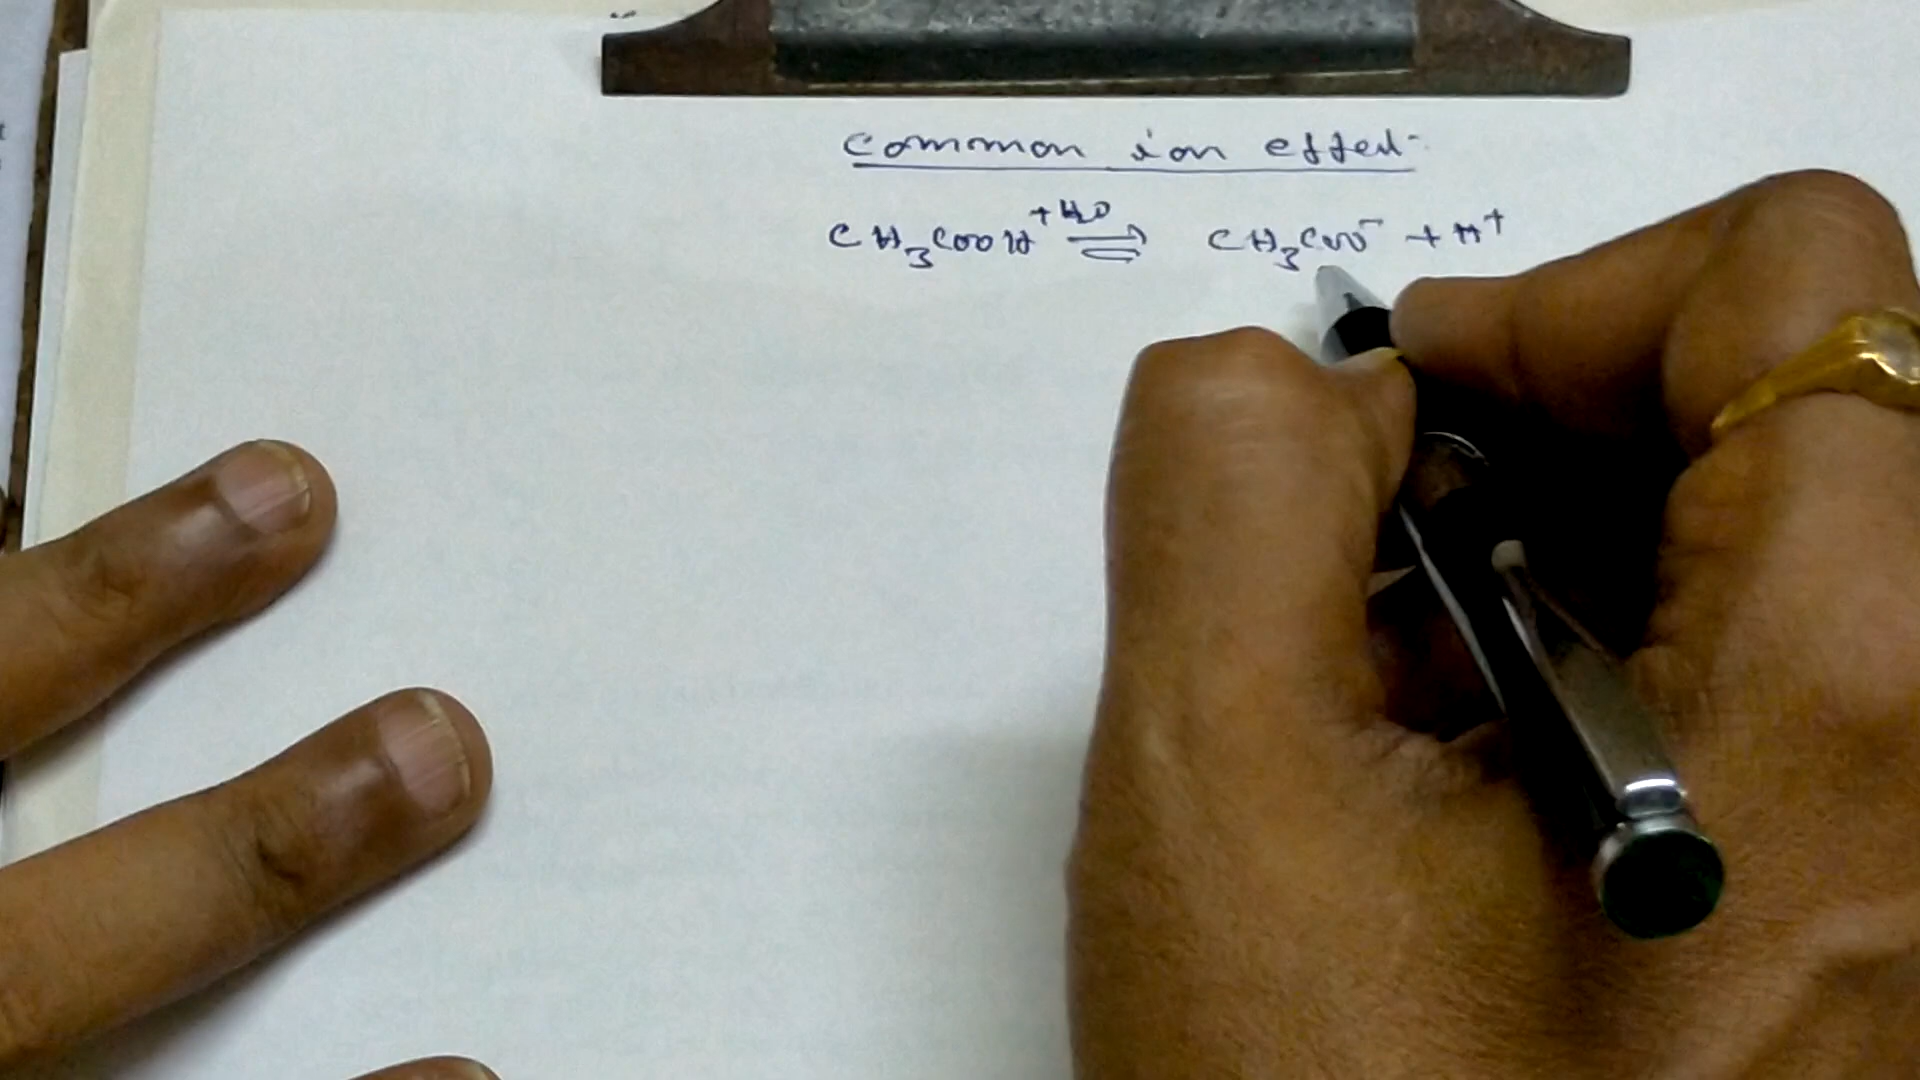 common ion effect
CH₃COOH + H₂O ⇌ CH₃COO⁻ + H⁺